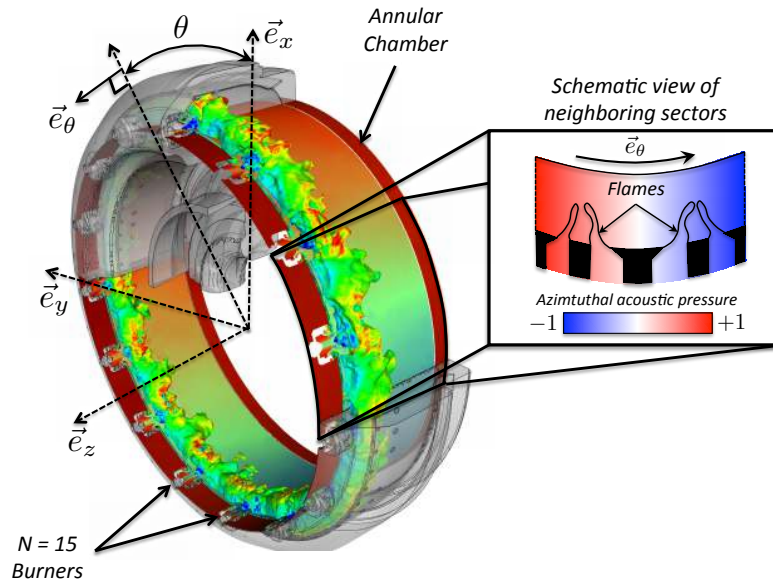 θ
e⃗x
Annular
Chamber
e⃗θ
Schematic view of
neighboring sectors
e⃗θ
Flames
e⃗y
Azimtuthal acoustic pressure
−1
+1
e⃗z
N = 15
Burners